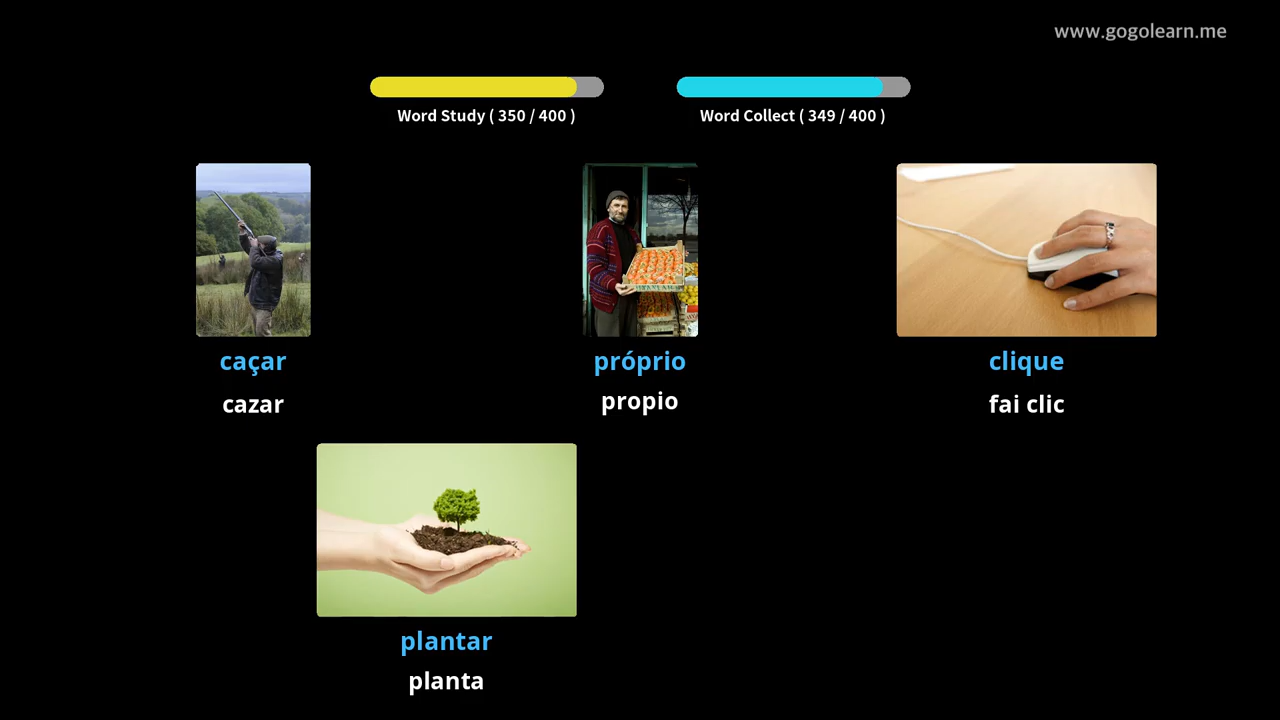 www.gogolearn.me
Word Study ( 350 / 400 )
Word Collect ( 349 / 400 )
caçar
cazar
próprio
propio
clique
fai clic
plantar
planta